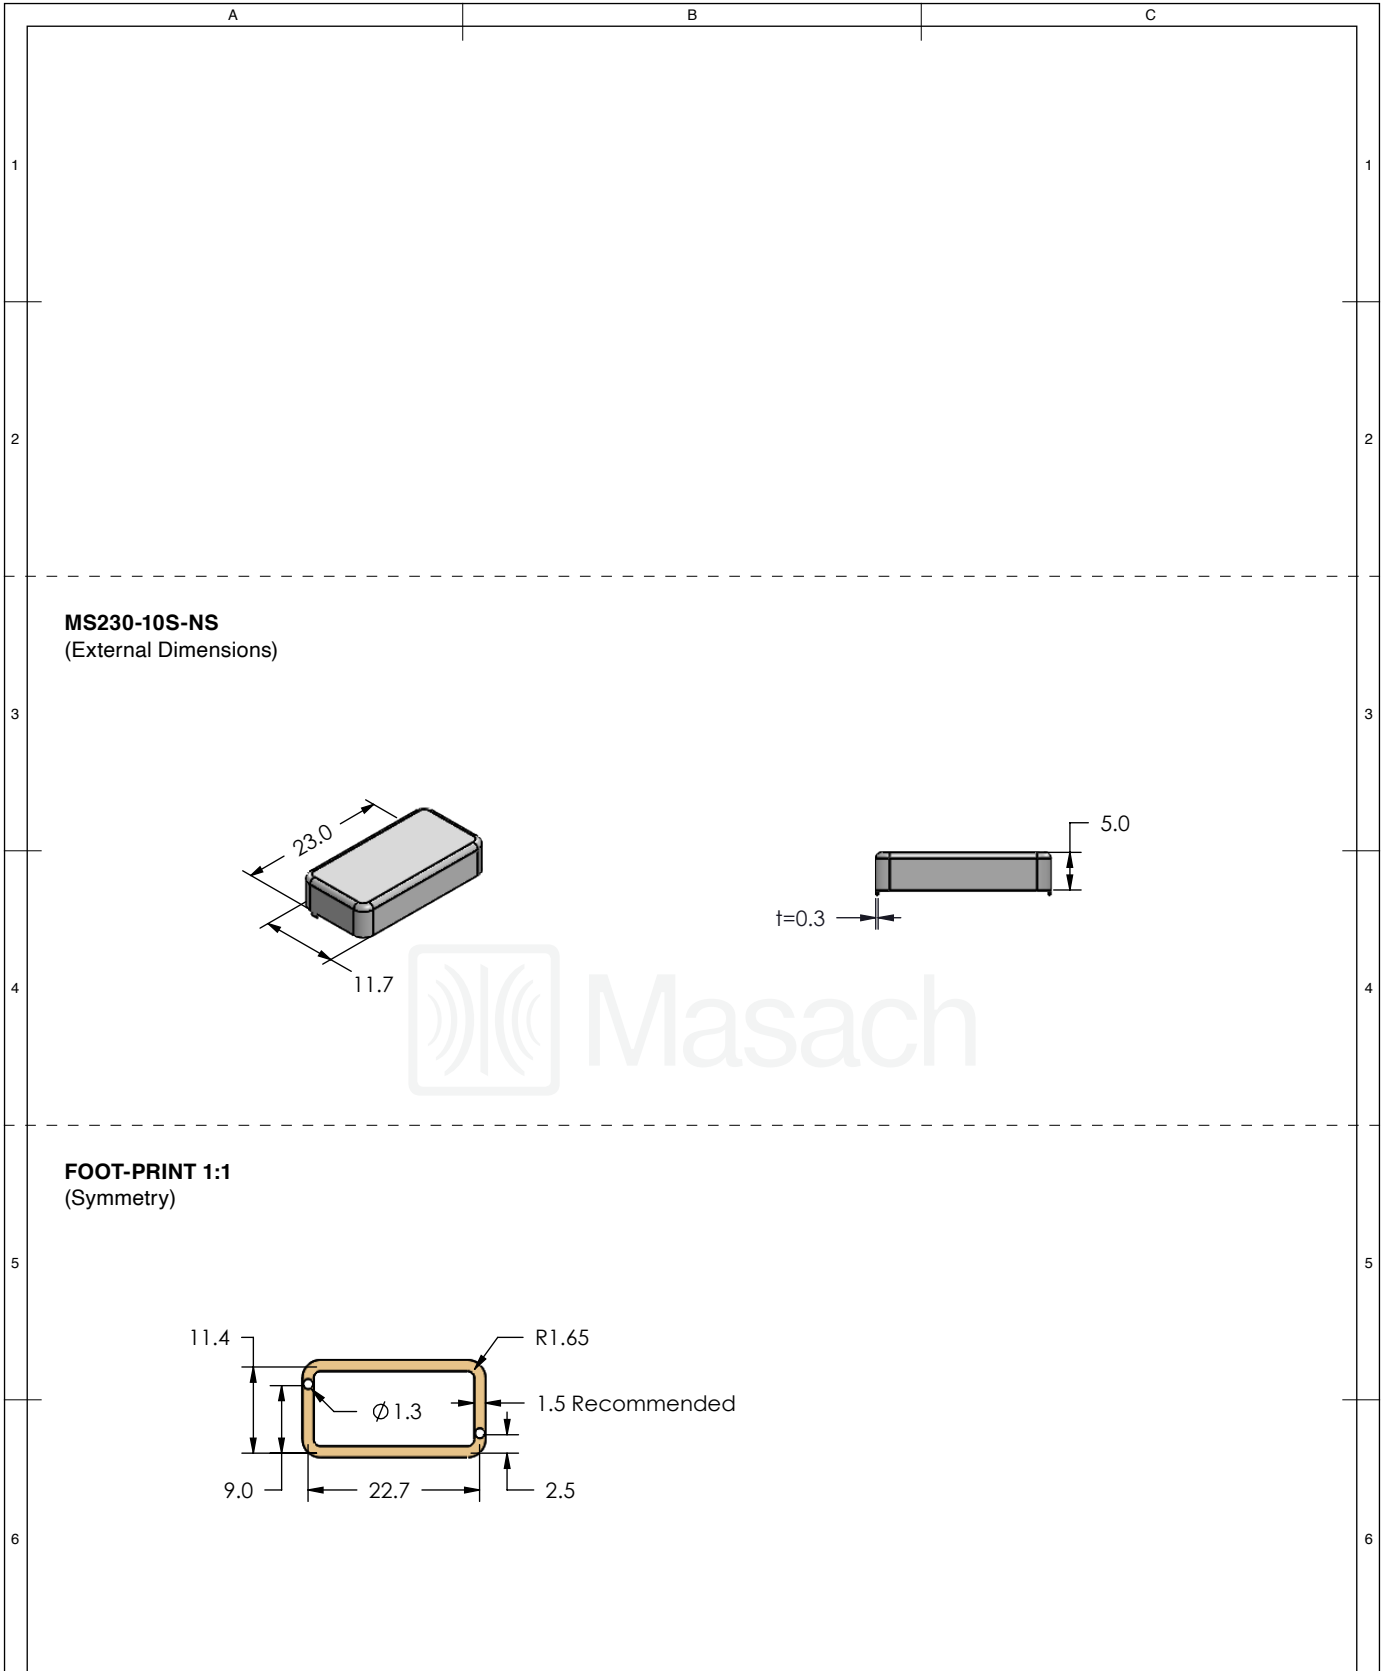 A B C
1 1
2 2
MS230-10S-NS
(External Dimensions)
3 3
23.0
5.0
t=0.3
11.7
4 4
Masach
FOOT-PRINT 1:1
(Symmetry)
5 5
11.4
R1.65
1.5 Recommended
Ø1.3
9.0
22.7
2.5
6 6